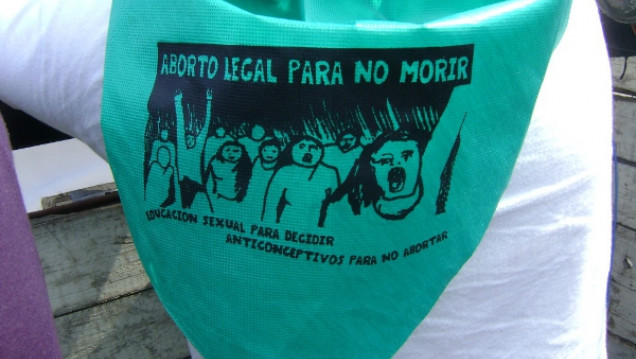 ABORTO LEGAL PARA NO MORIR
EDUCACION SEXUAL PARA DECIDIR
ANTICONCEPTIVOS PARA NO ABORTAR